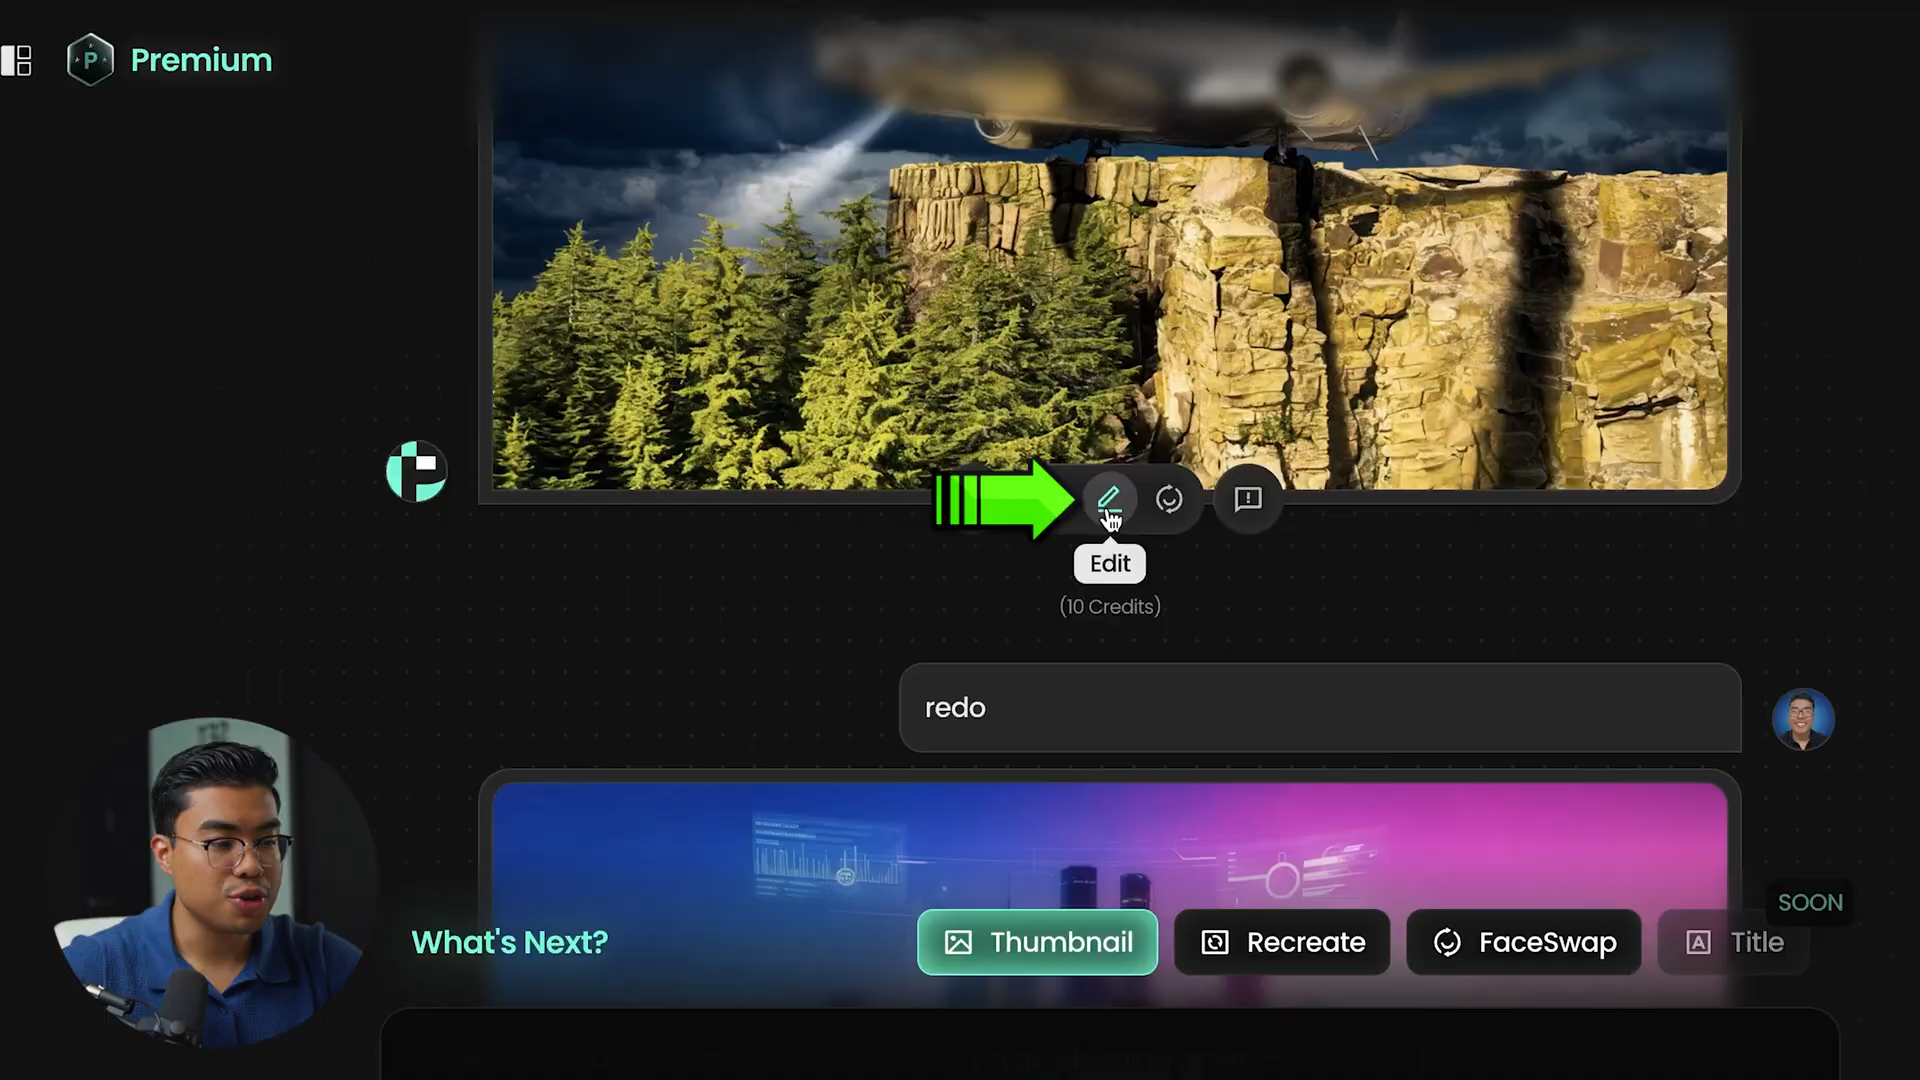 P Premium
Edit
(10 Credits)
redo
SOON
What's Next?
Thumbnail
Recreate
FaceSwap
A Title